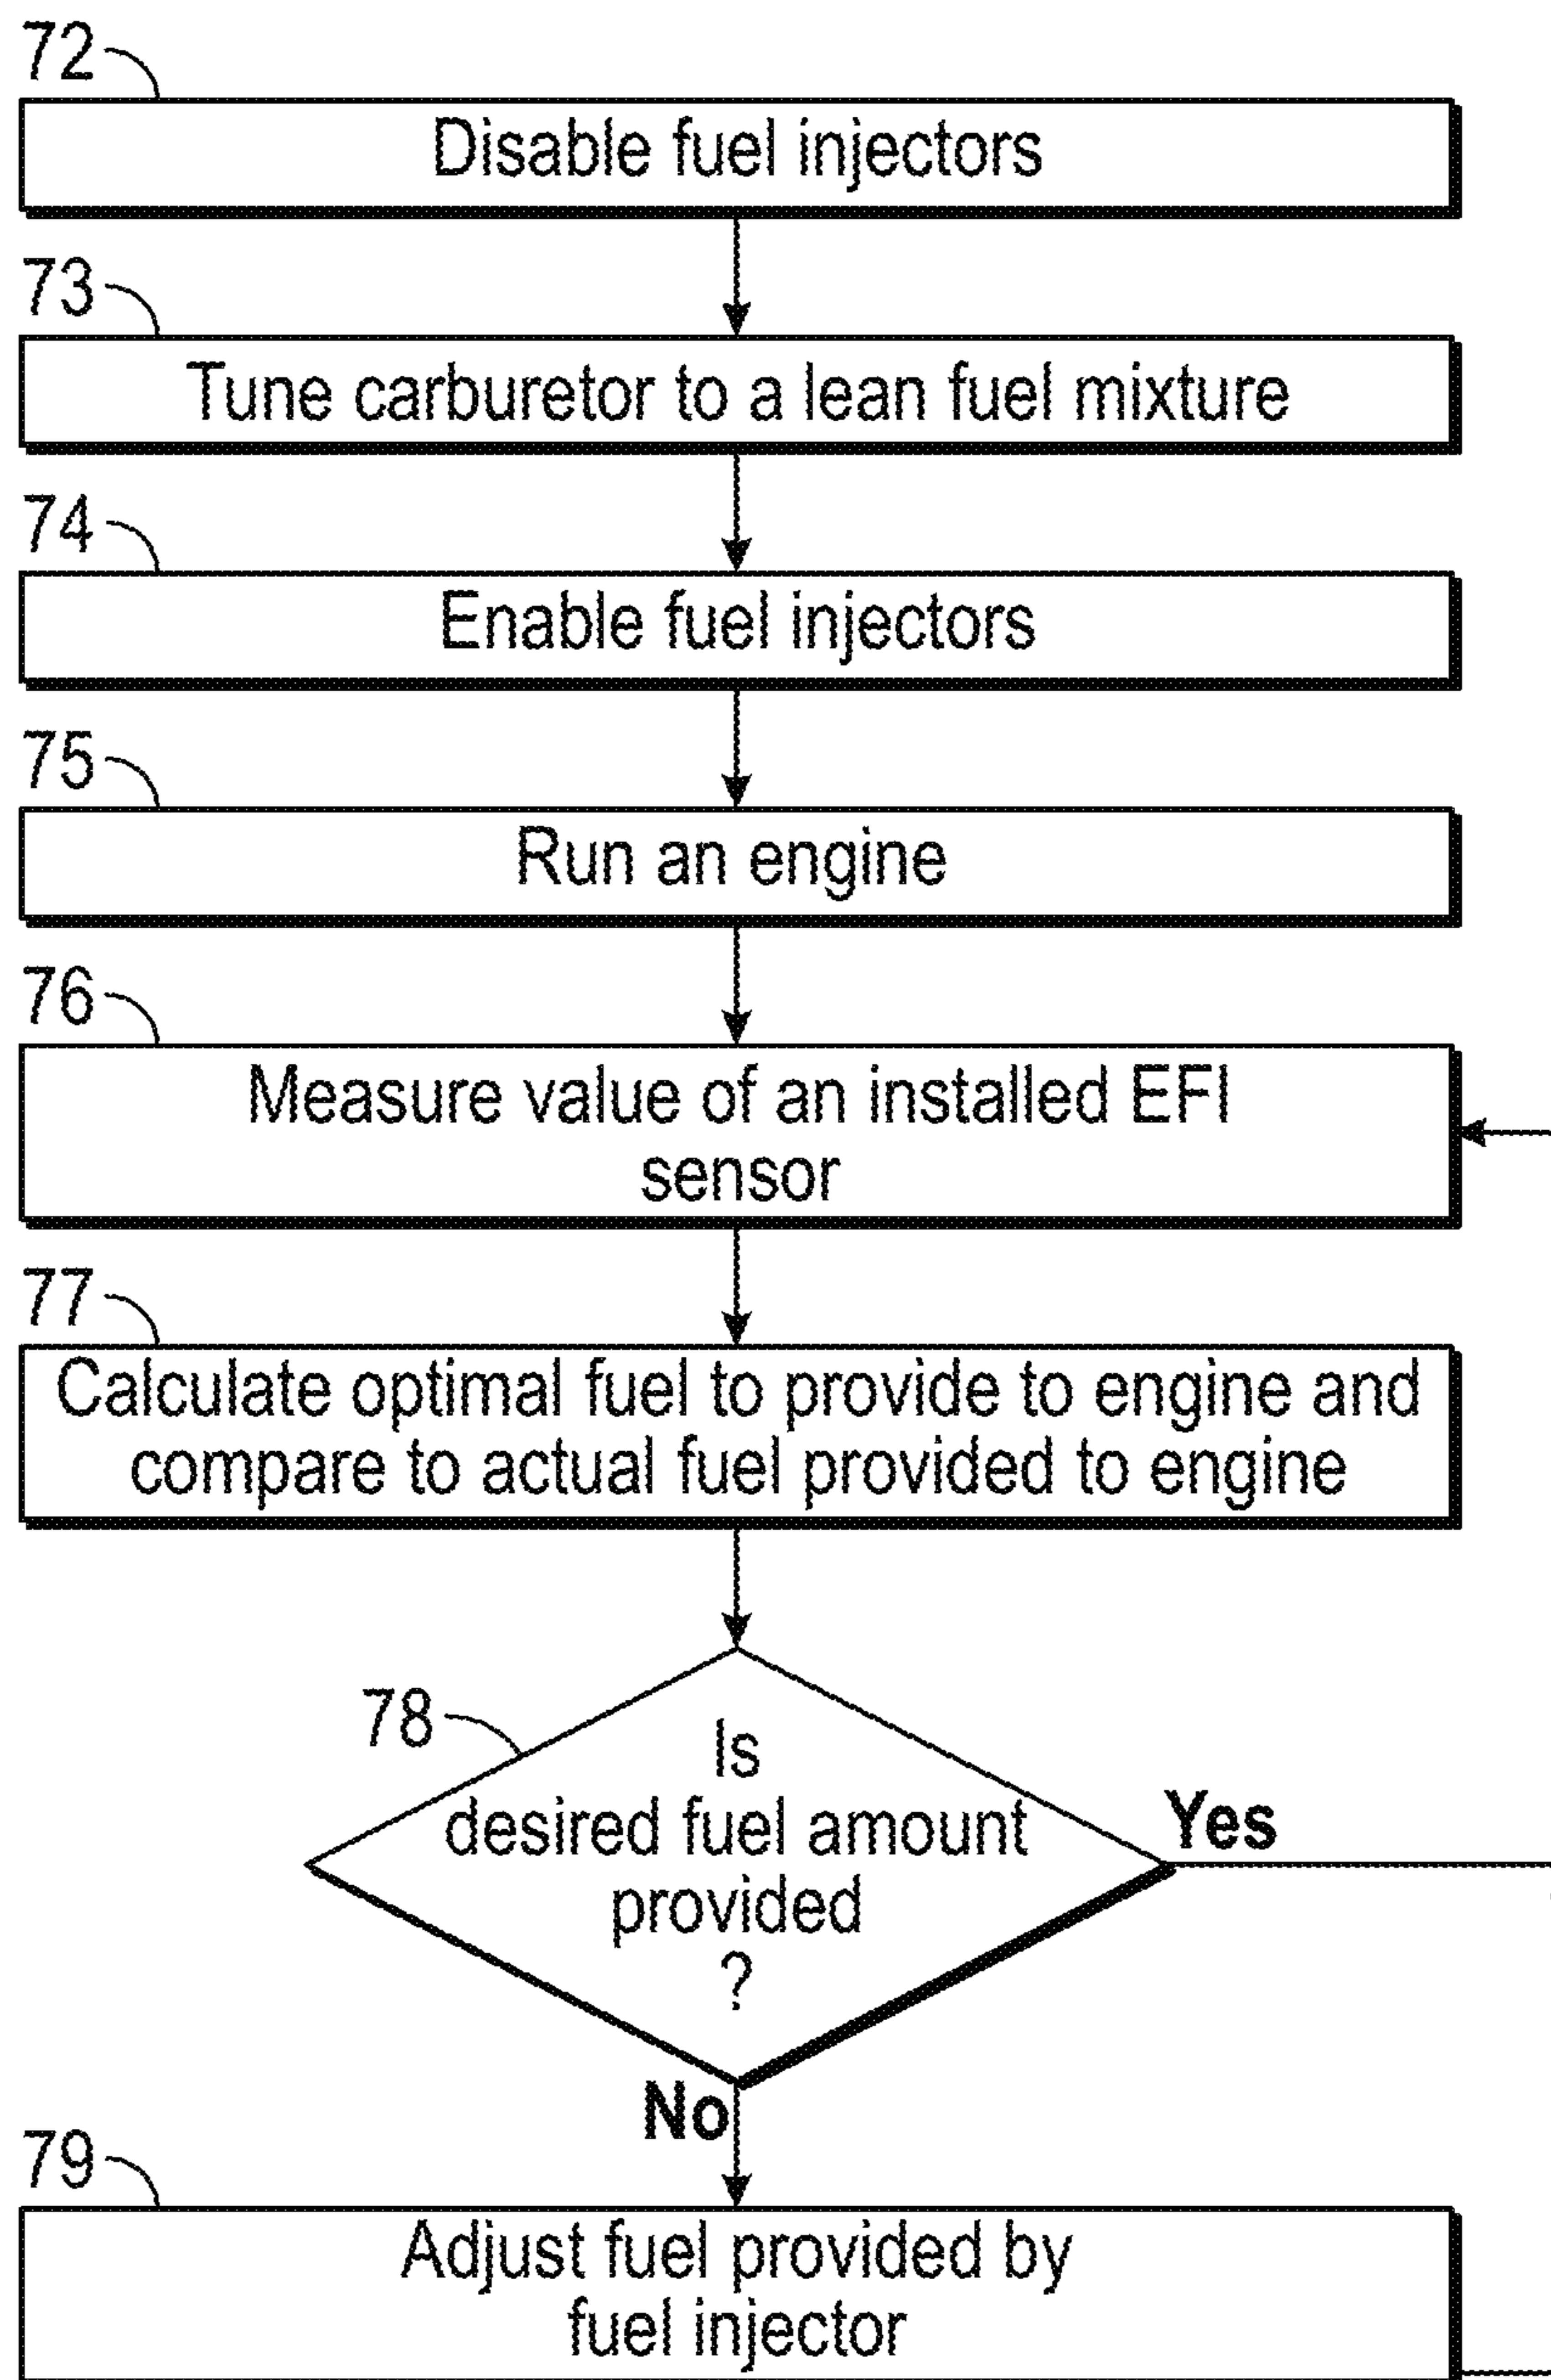 72
Disable fuel injectors
73
Tune carburetor to a lean fuel mixture
74
Enable fuel injectors
75
Run an engine
76
Measure value of an installed EFI
sensor
77
Calculate optimal fuel to provide to engine and
compare to actual fuel provided to engine
78
Is
desired fuel amount
provided
?
Yes
No
79
Adjust fuel provided by
fuel injector